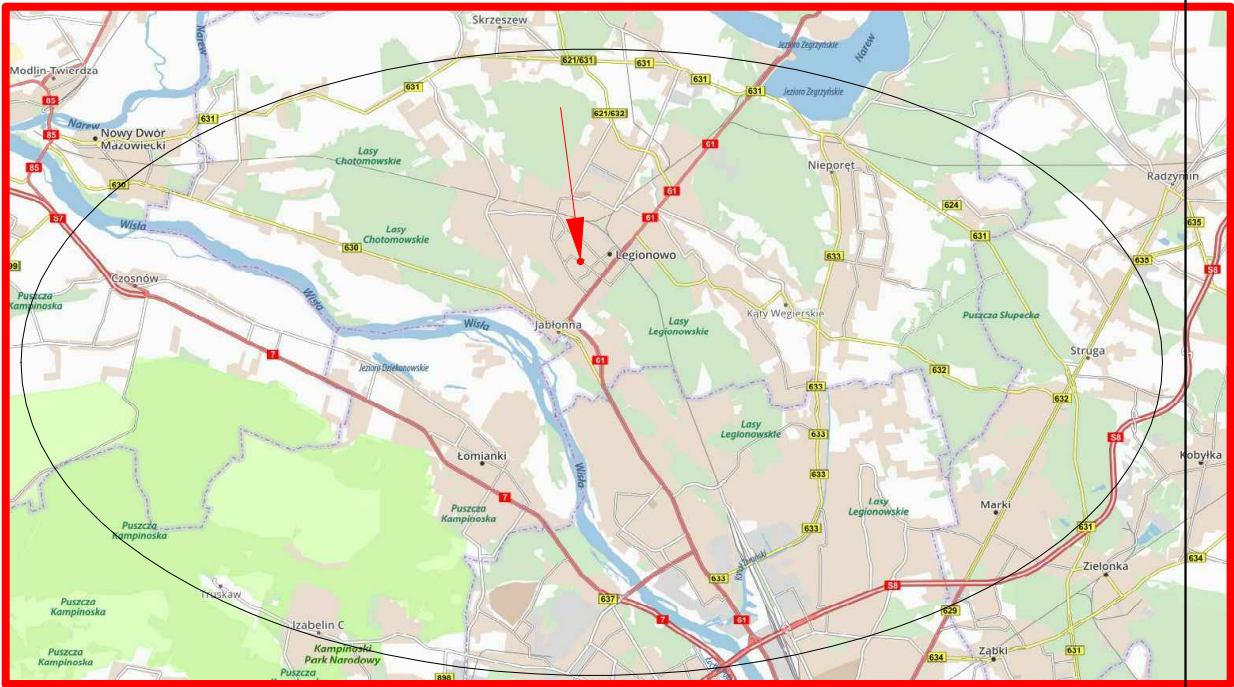 Skrzeszew
Narew
Jezioro Zegrzyńskie
Narew
Modlin-Twierdza
621/631
631
631
631
631
85
Jezioro Zegrzyńskie
621/632
631
Narew
85
Nowy Dwór
Mazowiecki
61
Lasy
Chotomowskie
Nieporęt
85
Radzymin
630
61
624
S7
Wisła
61
635
Lasy
Chotomowskie
631
630
Legionowo
633
635
S8
99
Czosnów
Puszcza
Kampinoska
Wisła
Kąty Węgierskie
Puszcza Słupecka
Wisła
Jabłonna
Lasy
Legionowskie
7
61
Struga
Jezioro Dziekanowskie
632
633
632
Lasy
Legionowskie
633
S8
Łomianki
Wisła
Kobyłka
633
7
Lasy
Legionowskie
Marki
Puszcza
Kampinoska
Puszcza
Kampinoska
633
631
634
Zielonka
633
S8
Truskaw
637
Puszcza
Kampinoska
629
7
61
Izabelin C
Kampinoski
Park Narodowy
Puszcza
Kampinoska
Ząbki
631
634
Puszcza
898